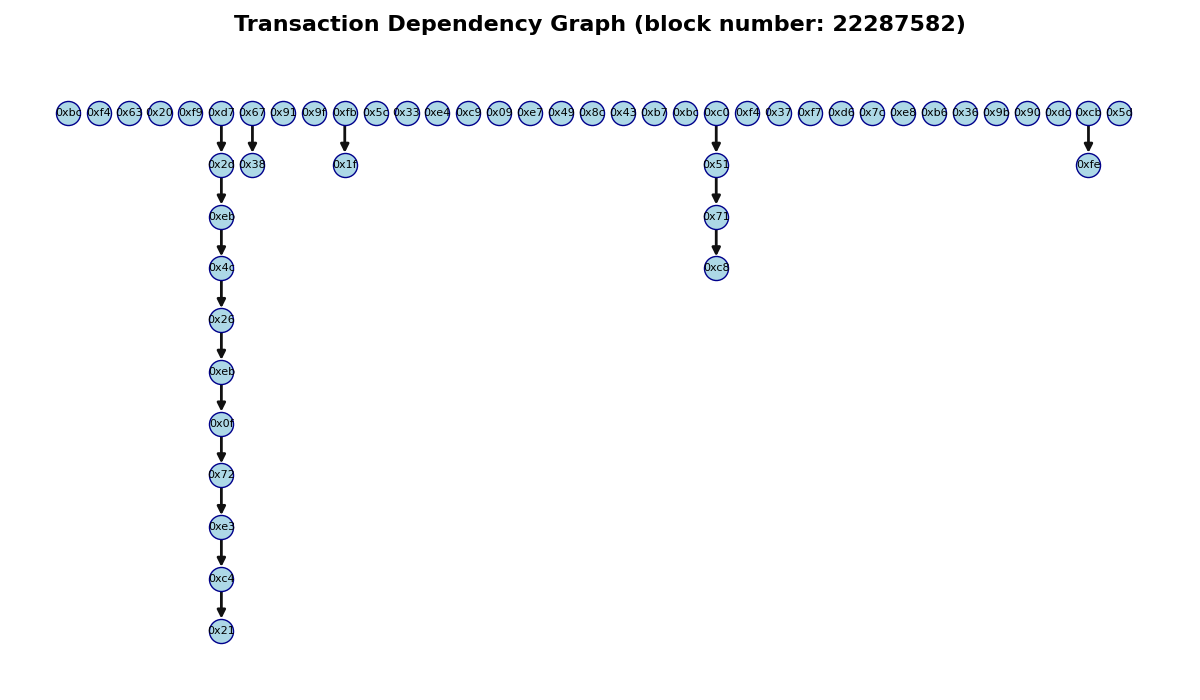 Transaction Dependency Graph (block number: 22287582)
0xbc 0xf4 0x63 0x20 0xf9 0xd7 0x67 0x91 0x9f 0xfb 0x5c 0x33 0xe4 0xc9 0x09 0xe7 0x49 0x8c 0x43 0xb7 0xbc 0xc0 0xf4 0x37 0xf7 0xd6 0x7c 0xe8 0xb6 0x36 0x9b 0x90 0xdc 0xcb 0x5d
0x2d 0x38 0x1f 0x51 0xfe
0xeb 0x71
0x4c 0xc8
0x26
0xeb
0x0f
0x72
0xe3
0xc4
0x21